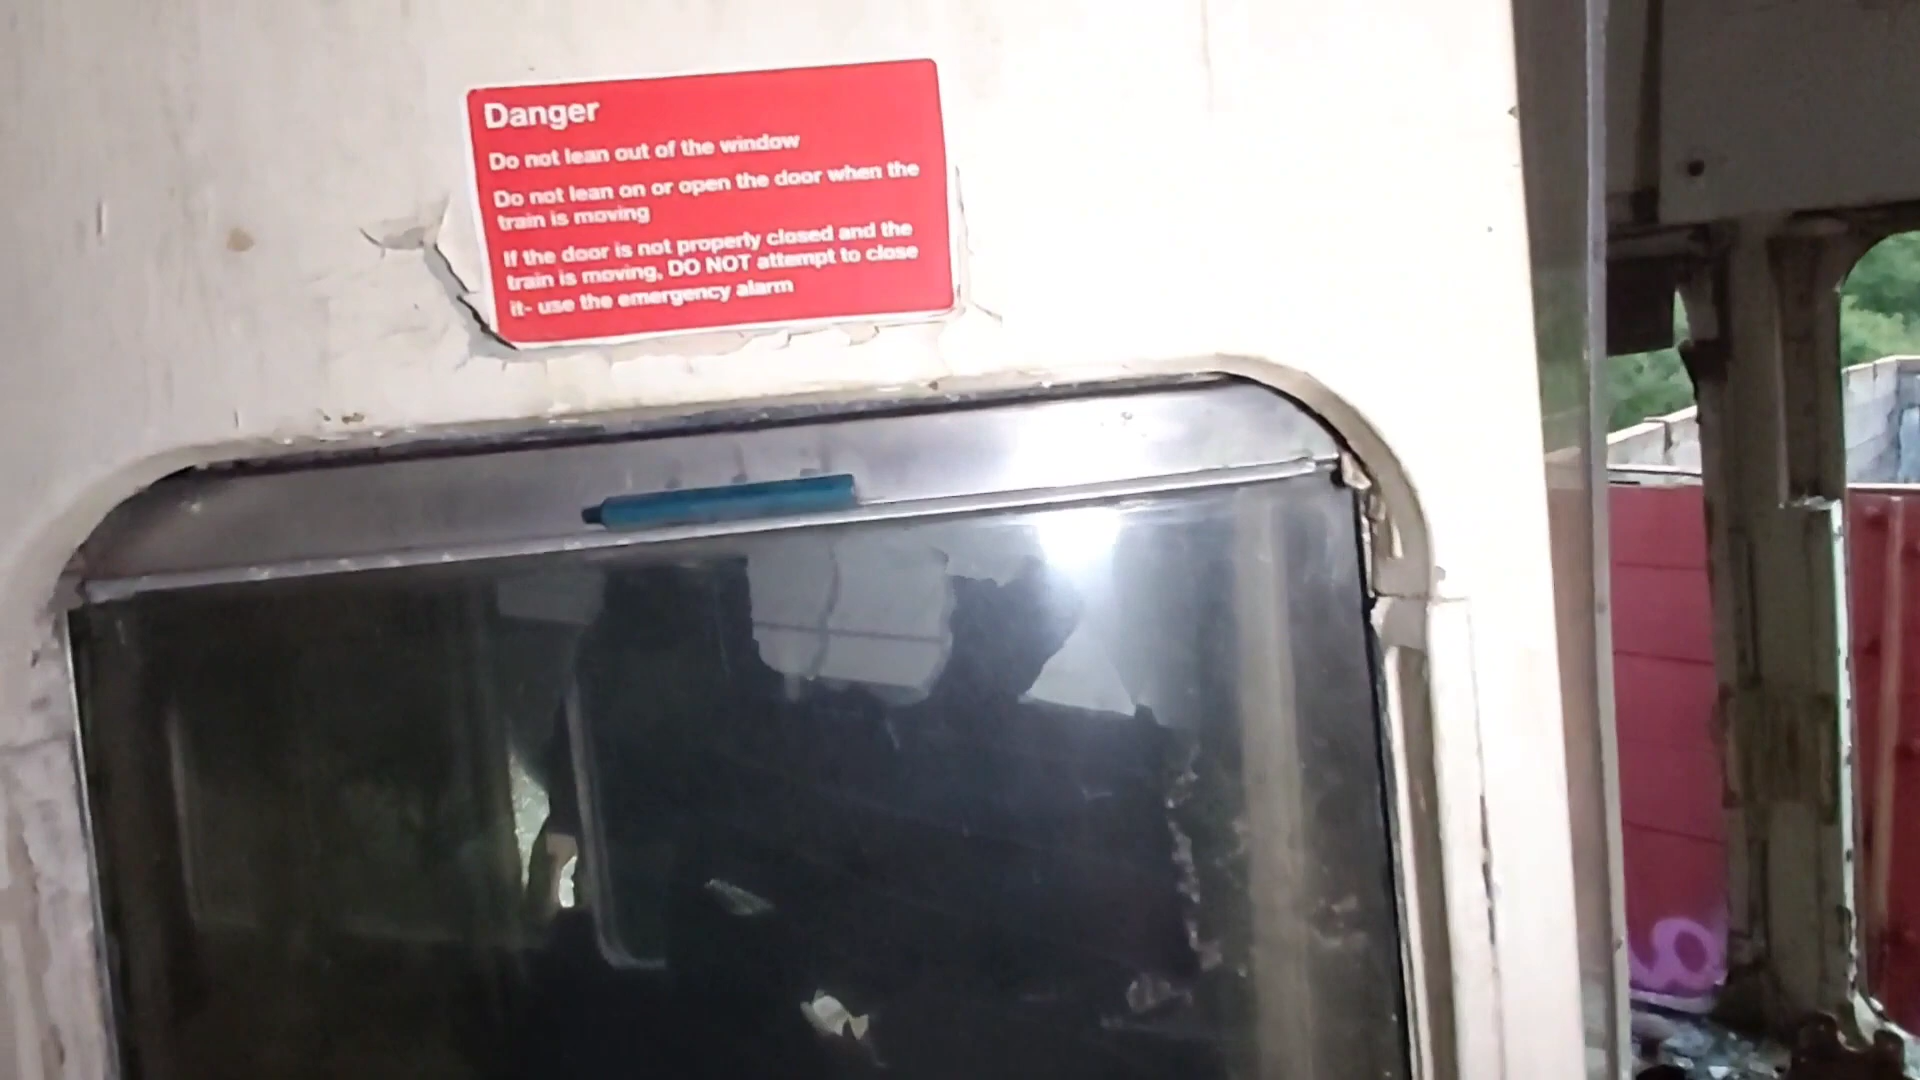 Danger
Do not lean out of the window
Do not lean on or open the door when the
train is moving
If the door is not properly closed and the
train is moving, DO NOT attempt to close
it- use the emergency alarm